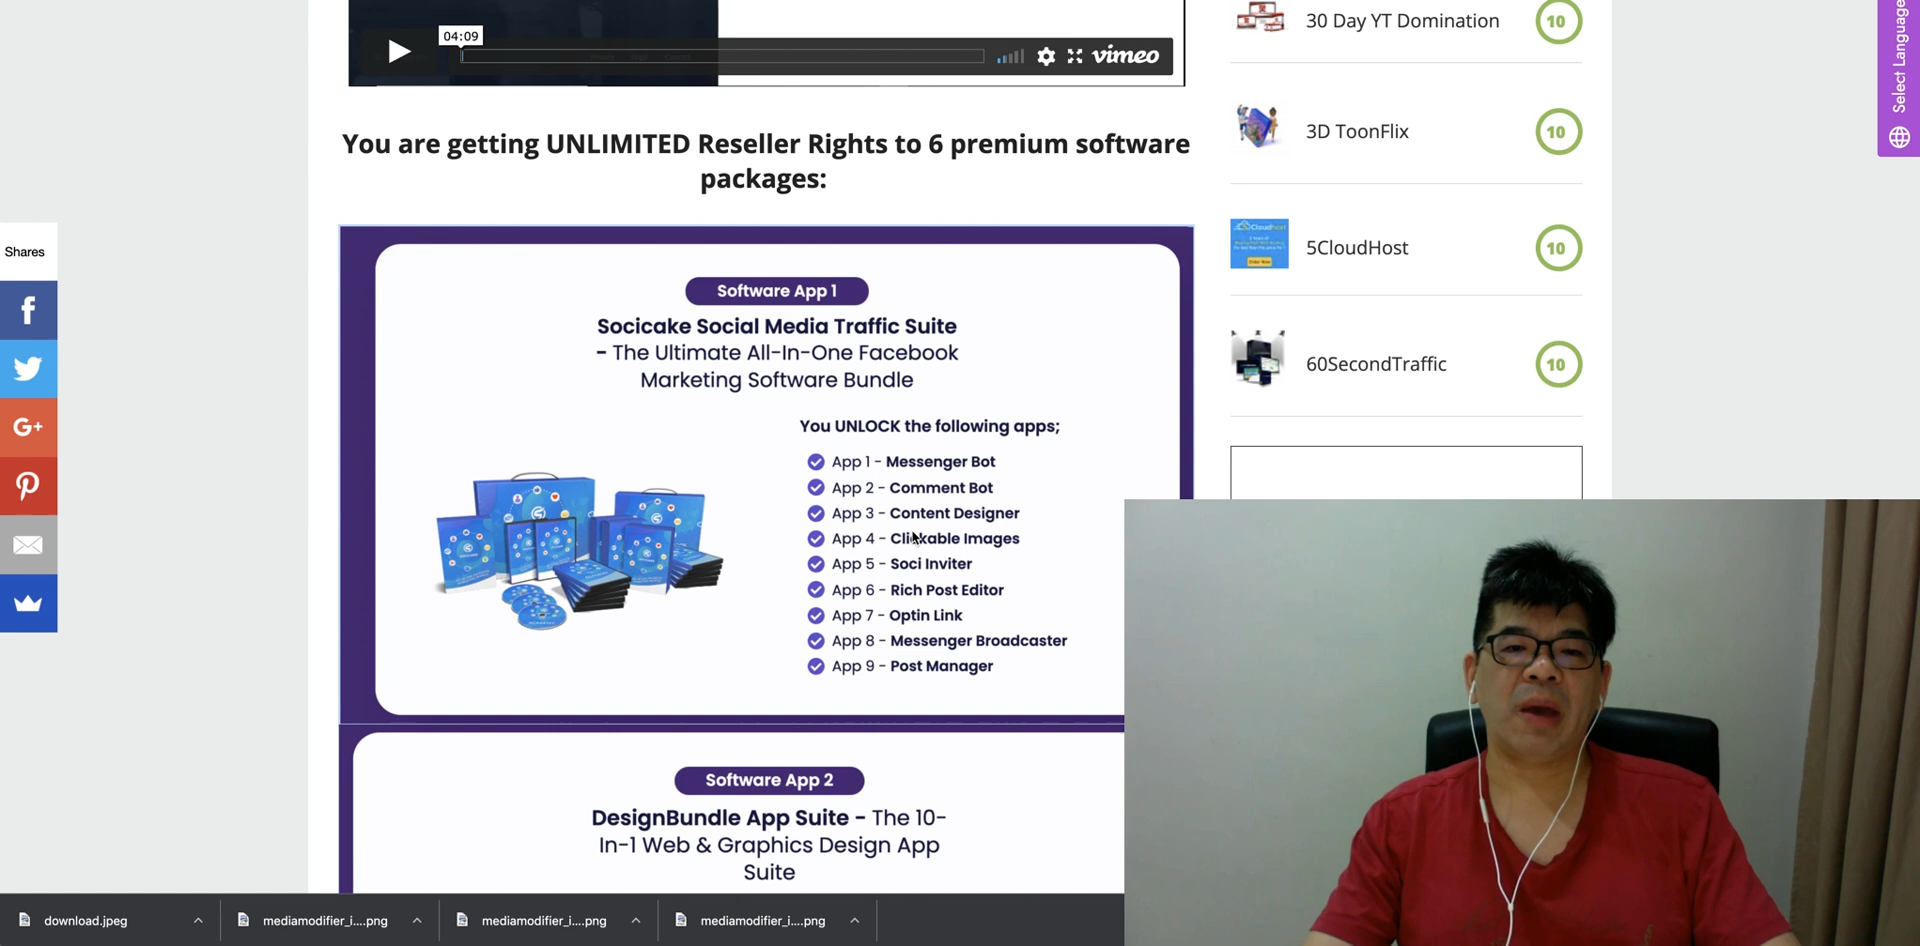 04:09
vimeo
You are getting UNLIMITED Reseller Rights to 6 premium software
packages:
Software App 1
Socicake Social Media Traffic Suite
– The Ultimate All-In-One Facebook
Marketing Software Bundle
You UNLOCK the following apps;
App 1 - Messenger Bot
App 2 - Comment Bot
App 3 - Content Designer
App 4 - Clickable Images
App 5 - Soci Inviter
App 6 - Rich Post Editor
App 7 - Optin Link
App 8 - Messenger Broadcaster
App 9 - Post Manager
Software App 2
DesignBundle App Suite – The 10-
In-1 Web & Graphics Design App
Suite
30 Day YT Domination
10
3D ToonFlix
10
5CloudHost
10
60SecondTraffic
10
Select Language
Shares
f
G+
download.jpeg
mediamodifier_i....png
mediamodifier_i....png
mediamodifier_i....png